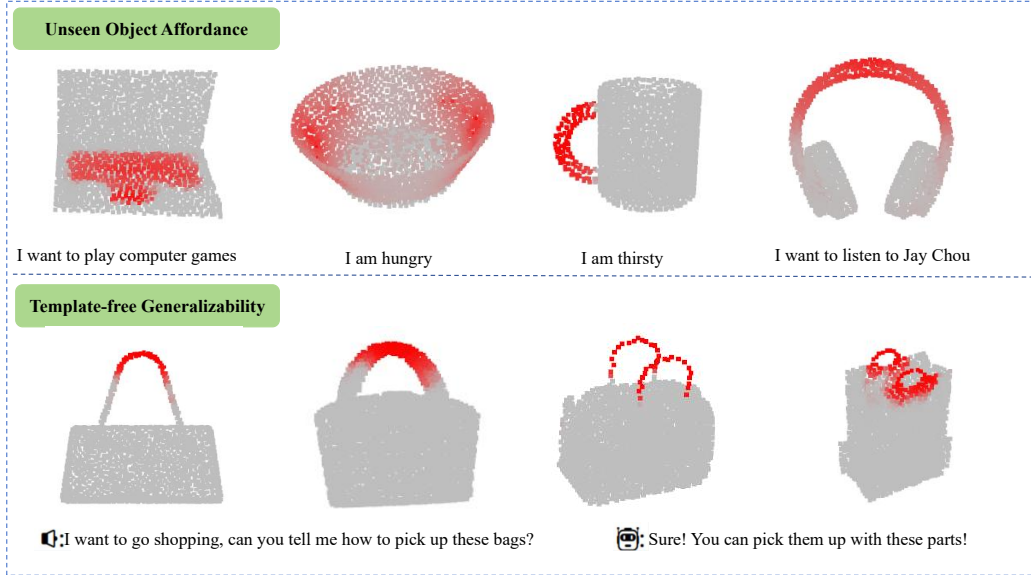 Unseen Object Affordance
I want to play computer games
I am hungry
I am thirsty
I want to listen to Jay Chou
Template-free Generalizability
:I want to go shopping, can you tell me how to pick up these bags?
: Sure! You can pick them up with these parts!